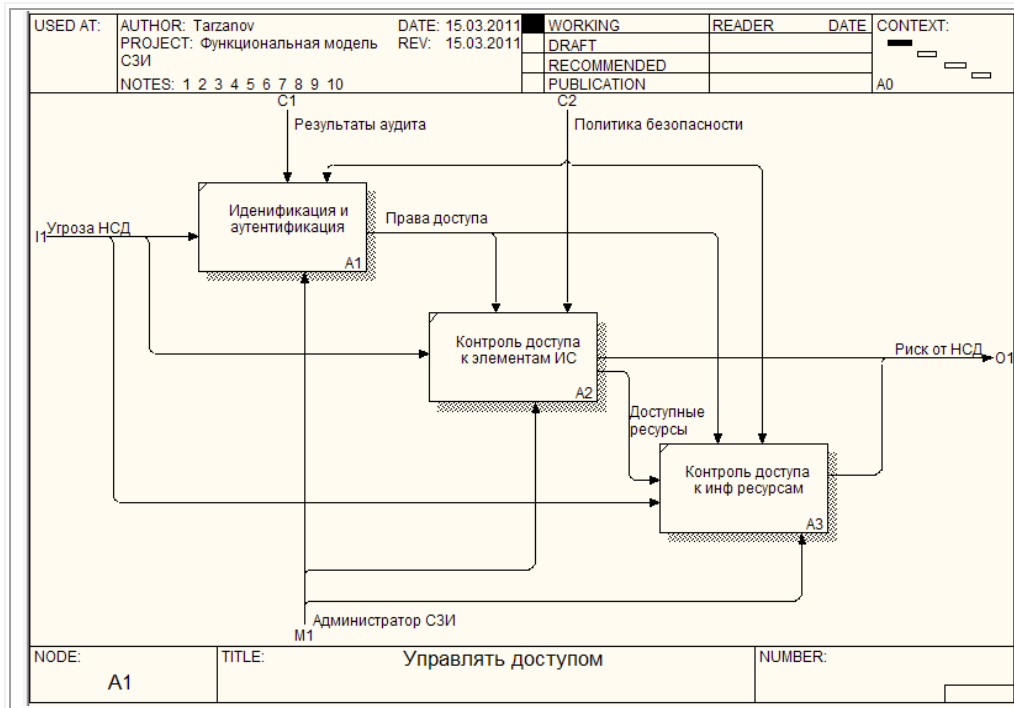 USED AT:
AUTHOR: Tarzanov
DATE: 15.03.2011
PROJECT: Функциональная модель
REV: 15.03.2011
СЗИ
NOTES: 1 2 3 4 5 6 7 8 9 10
WORKING
DRAFT
RECOMMENDED
PUBLICATION
READER
DATE
CONTEXT:
A0
C1
C2
Результаты аудита
Политика безопасности
I1
Угроза НСД
Иденификация и
аутентификация
A1
Права доступа
Контроль доступа
к элементам ИС
A2
Риск от НСД
O1
Доступные
ресурсы
Контроль доступа
к инф ресурсам
A3
Администратор СЗИ
M1
NODE:
A1
TITLE:
Управлять доступом
NUMBER: